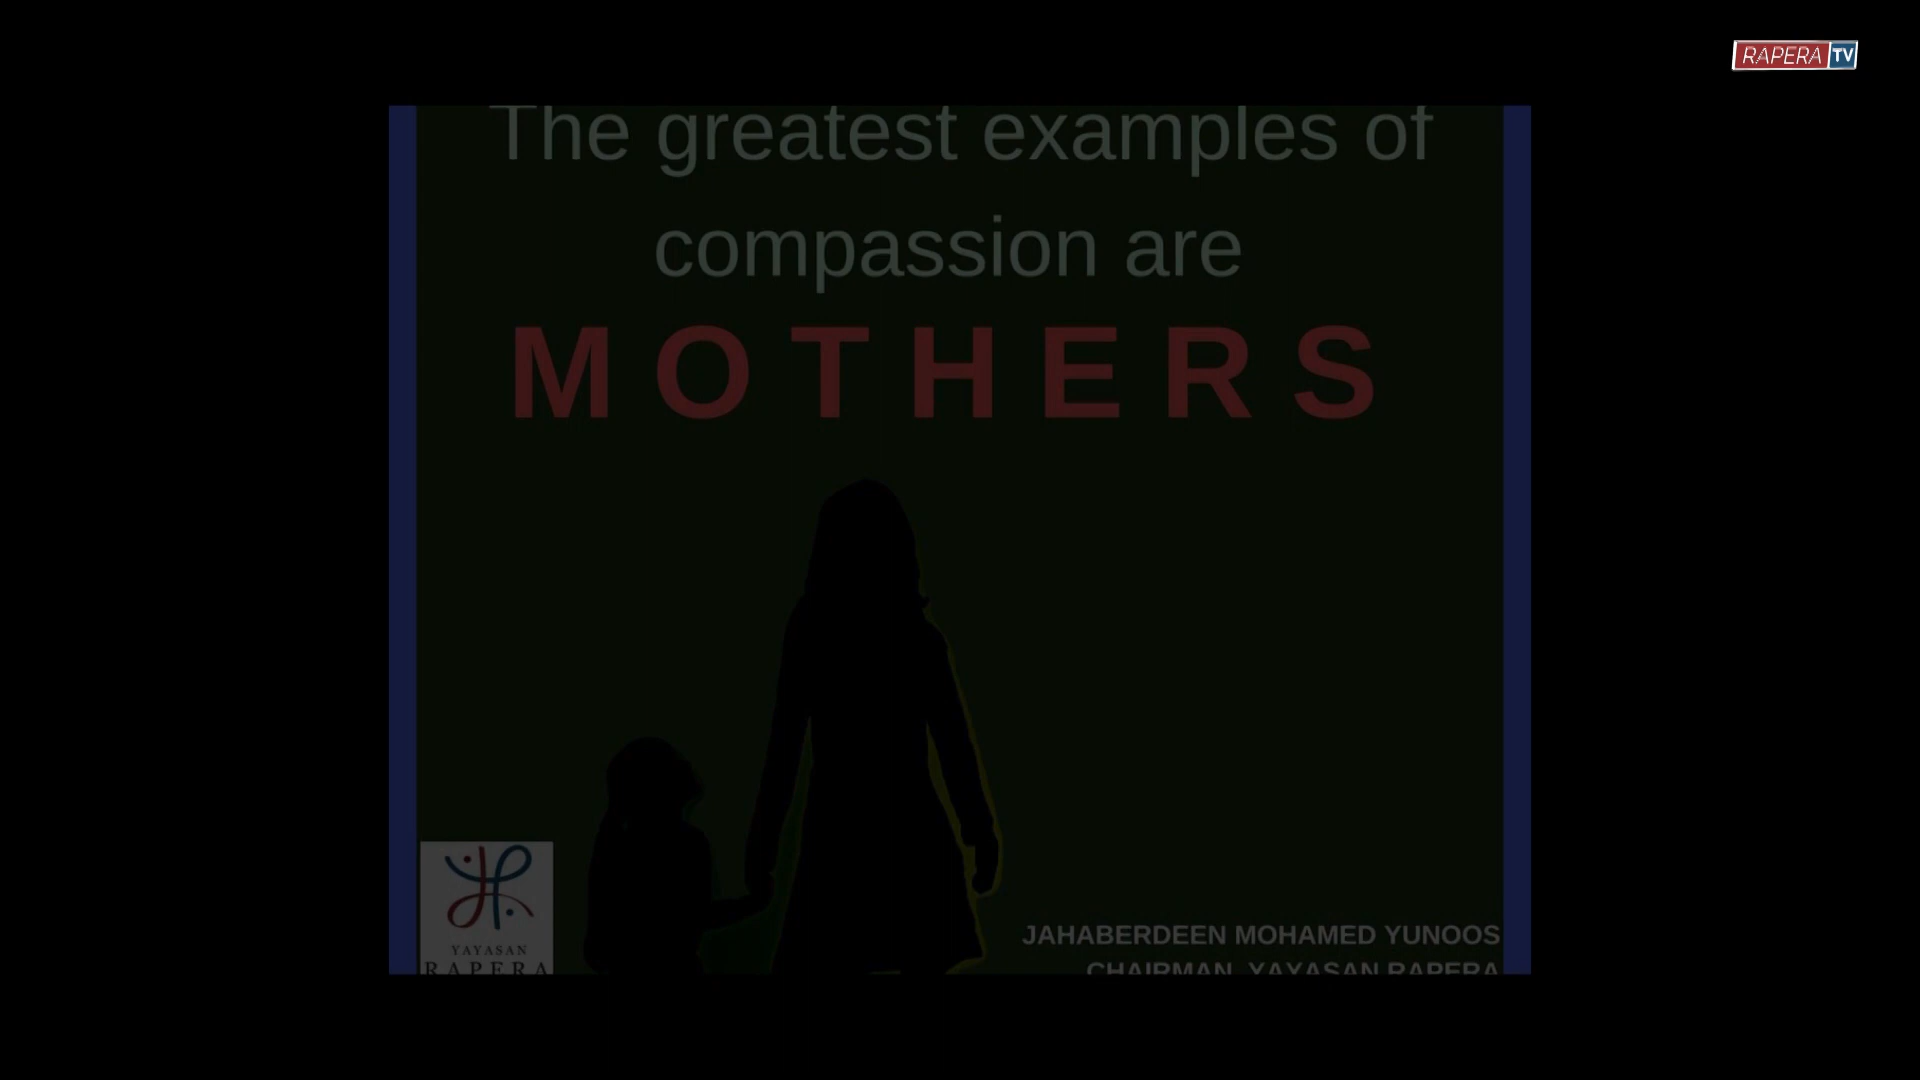 RAPERA TV
The greatest examples of
compassion are
MOTHERS
YAYASAN
RAPERA
JAHABERDEEN MOHAMED YUNOOS
CHAIRMAN, YAYASAN RAPERA